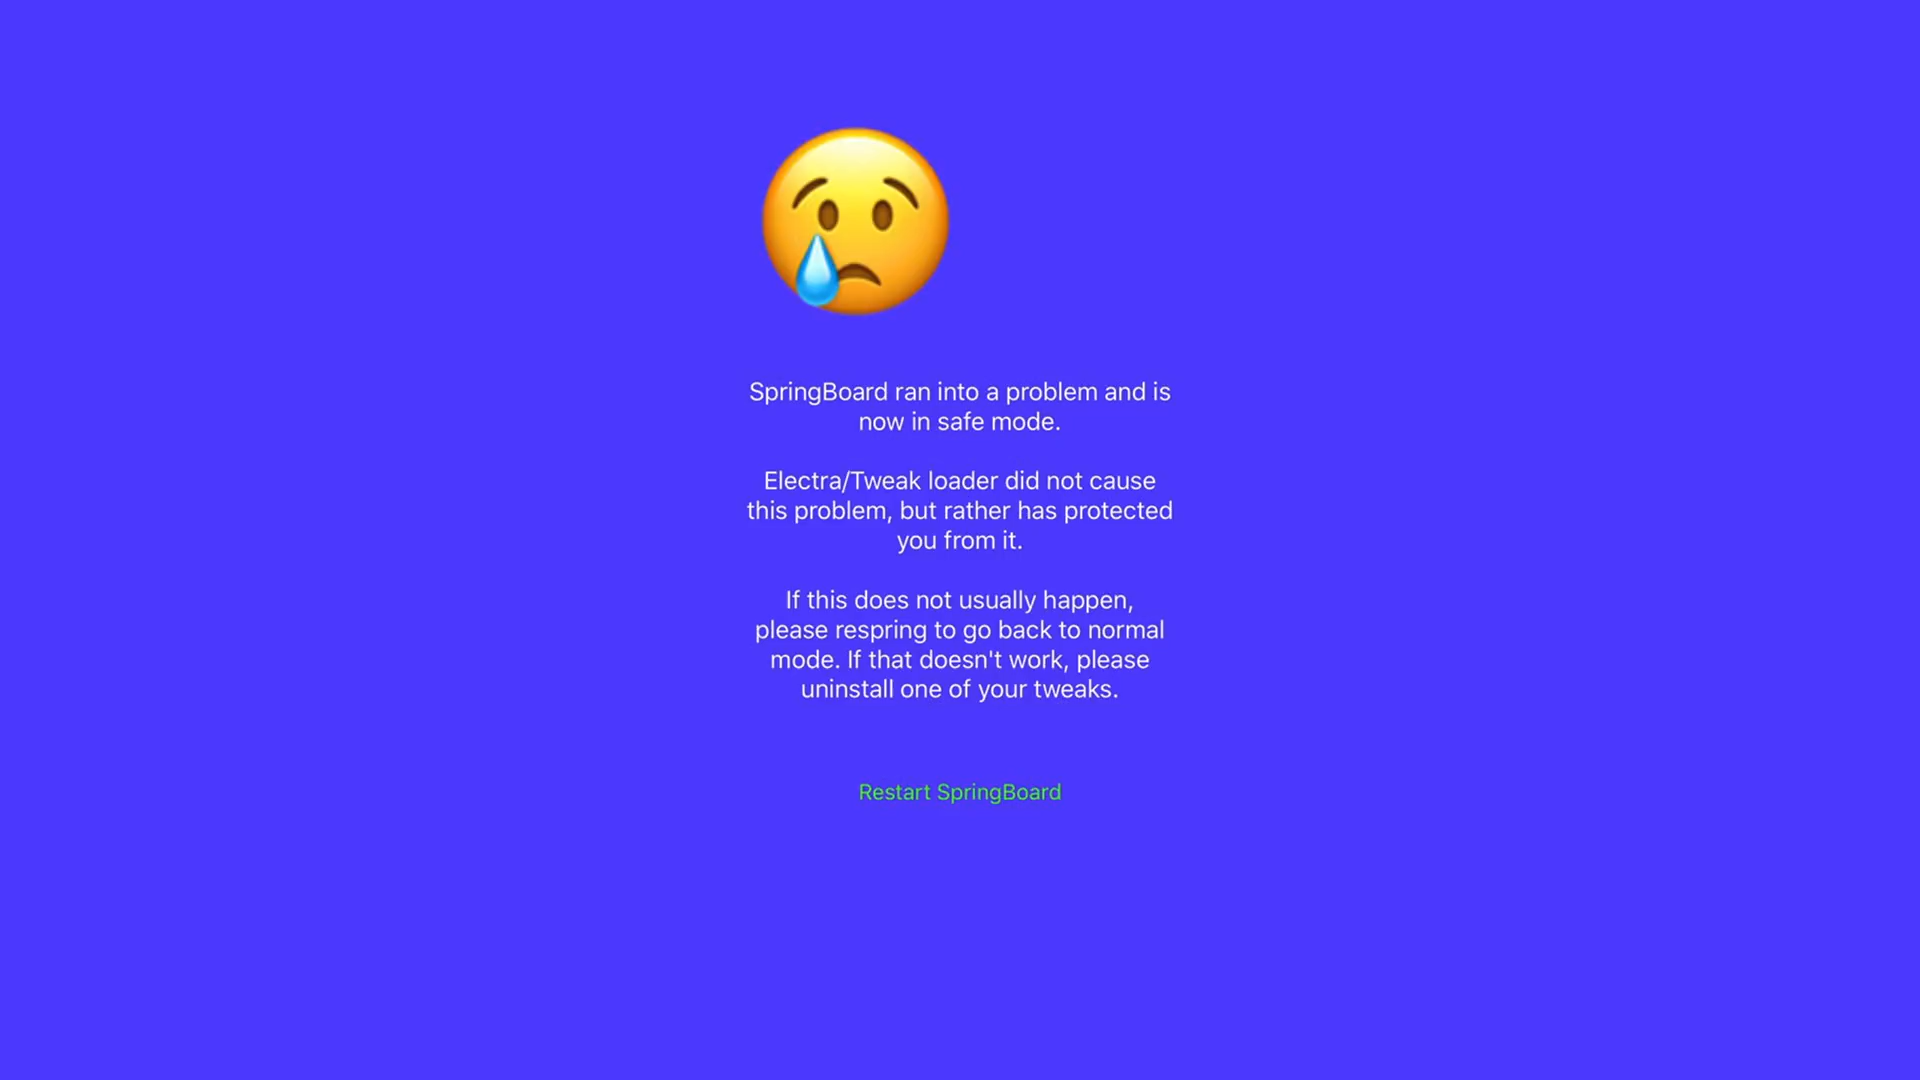 SpringBoard ran into a problem and is
now in safe mode.
Electra/Tweak loader did not cause
this problem, but rather has protected
you from it.
If this does not usually happen,
please respring to go back to normal
mode. If that doesn't work, please
uninstall one of your tweaks.
Restart SpringBoard